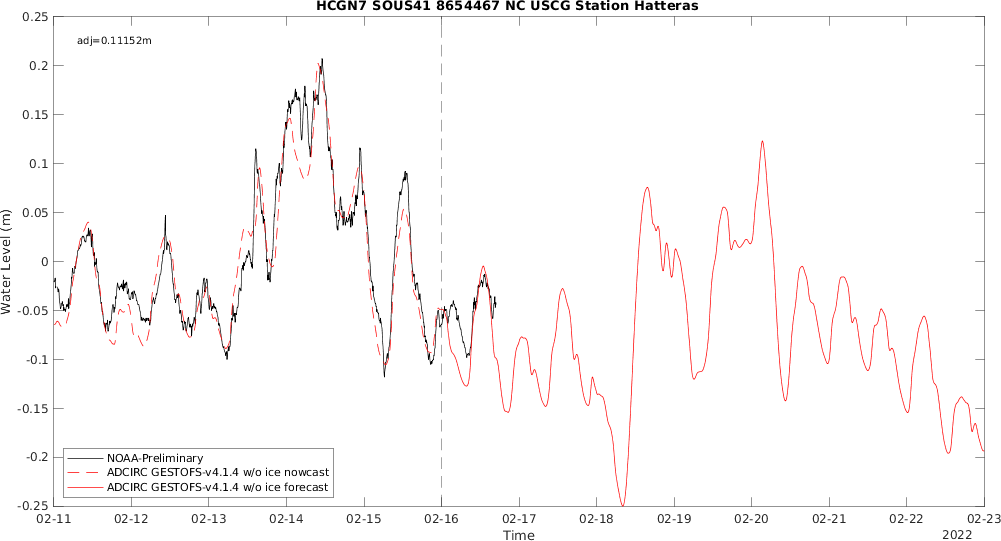 HCGN7 SOUS41 8654467 NC USCG Station Hatteras
adj=0.11152m
0.25
0.2
0.15
0.1
0.05
0
-0.05
-0.1
-0.15
-0.2
-0.25
Water Level (m)
NOAA-Preliminary
ADCIRC GESTOFS-v4.1.4 w/o ice nowcast
ADCIRC GESTOFS-v4.1.4 w/o ice forecast
02-11 02-12 02-13 02-14 02-15 02-16 02-17 02-18 02-19 02-20 02-21 02-22 02-23
Time
2022